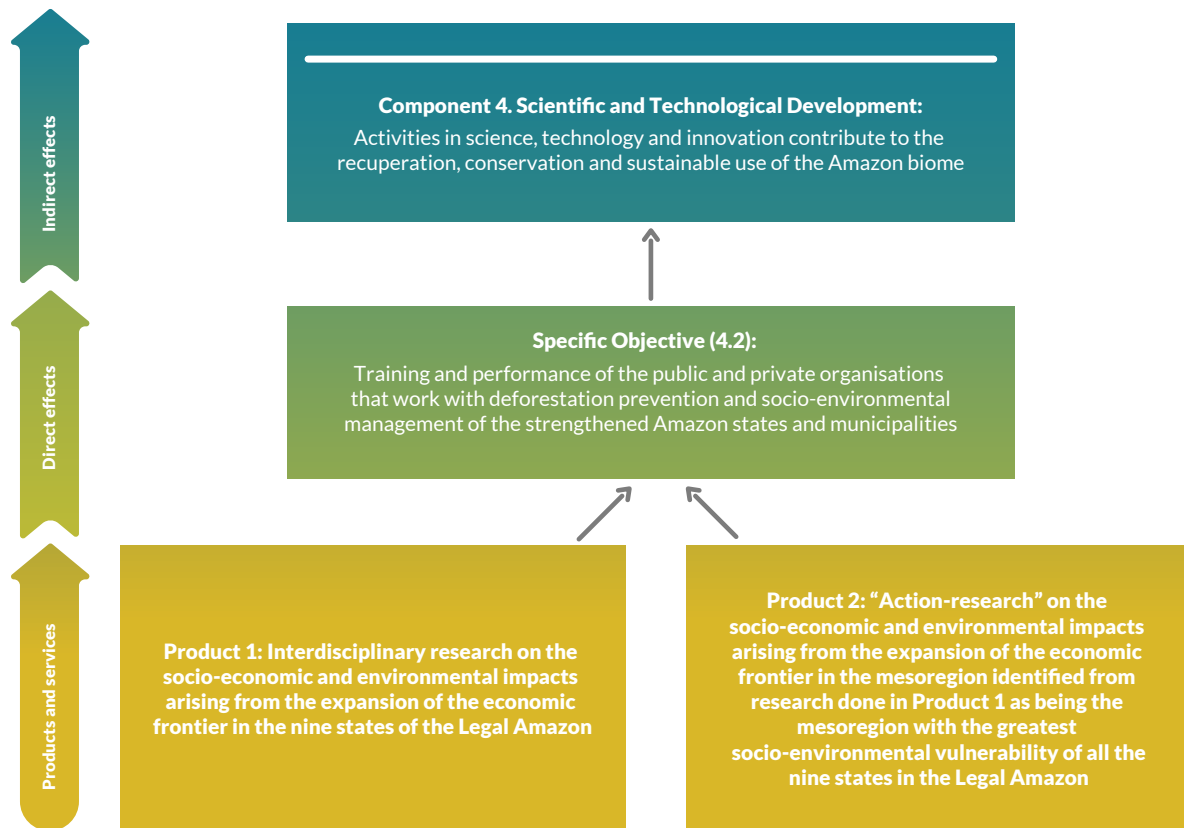 Indirect effects
Component 4. Scientific and Technological Development:
Activities in science, technology and innovation contribute to the
recuperation, conservation and sustainable use of the Amazon biome
Direct effects
Specific Objective (4.2):
Training and performance of the public and private organisations
that work with deforestation prevention and socio-environmental
management of the strengthened Amazon states and municipalities
Products and services
Product 1: Interdisciplinary research on the
socio-economic and environmental impacts
arising from the expansion of the economic
frontier in the nine states of the Legal Amazon
Product 2: “Action-research” on the
socio-economic and environmental impacts
arising from the expansion of the economic
frontier in the mesoregion identified from
research done in Product 1 as being the
mesoregion with the greatest
socio-environmental vulnerability of all the
nine states in the Legal Amazon